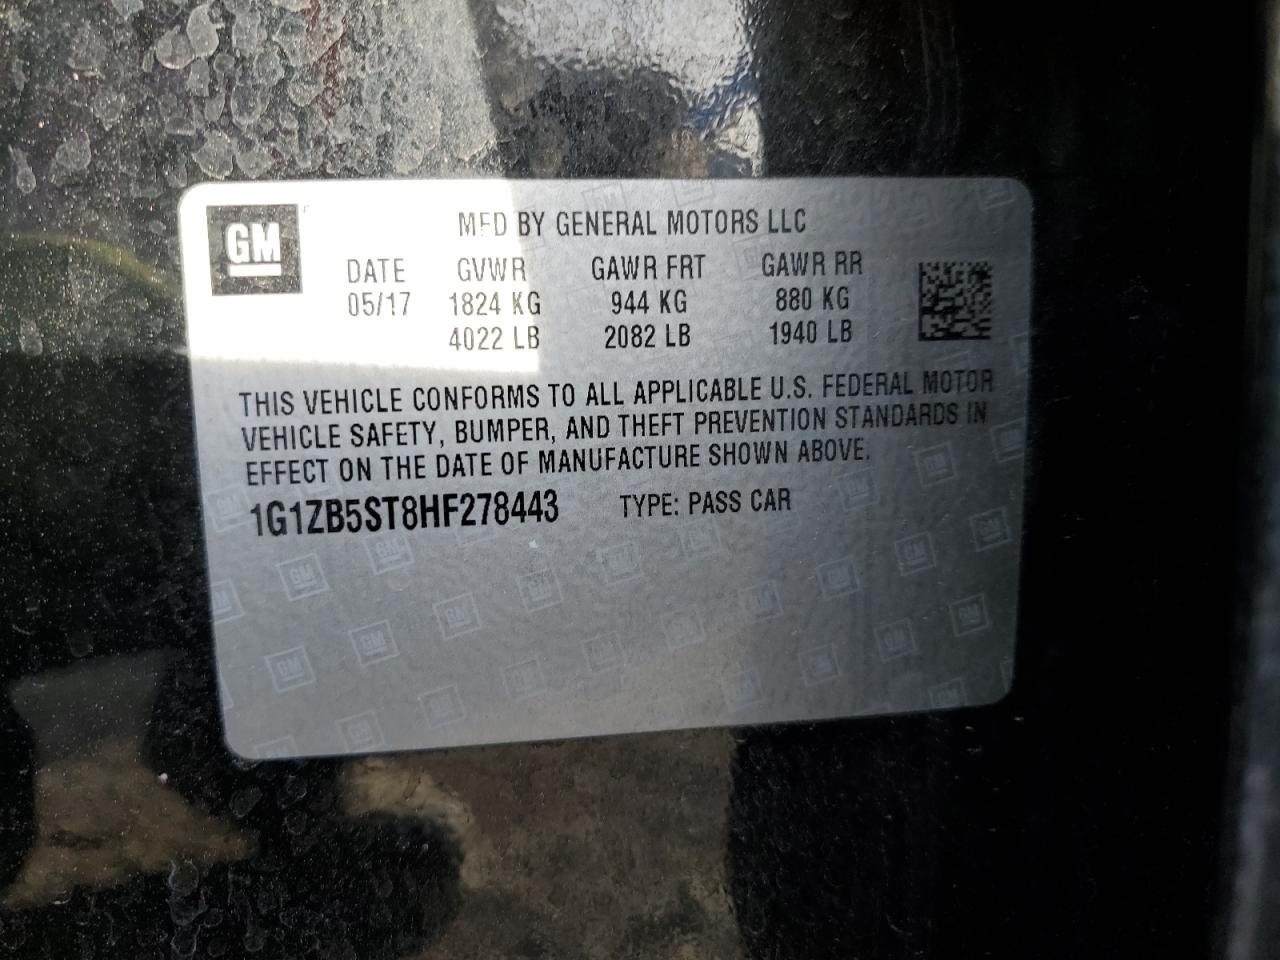 GM
MFD BY GENERAL MOTORS LLC
DATE GVWR GAWR FRT GAWR RR
05/17 1824 KG 944 KG 880 KG
4022 LB 2082 LB 1940 LB
THIS VEHICLE CONFORMS TO ALL APPLICABLE U.S. FEDERAL MOTOR
VEHICLE SAFETY, BUMPER, AND THEFT PREVENTION STANDARDS IN
EFFECT ON THE DATE OF MANUFACTURE SHOWN ABOVE.
1G1ZB5ST8HF278443 TYPE: PASS CAR